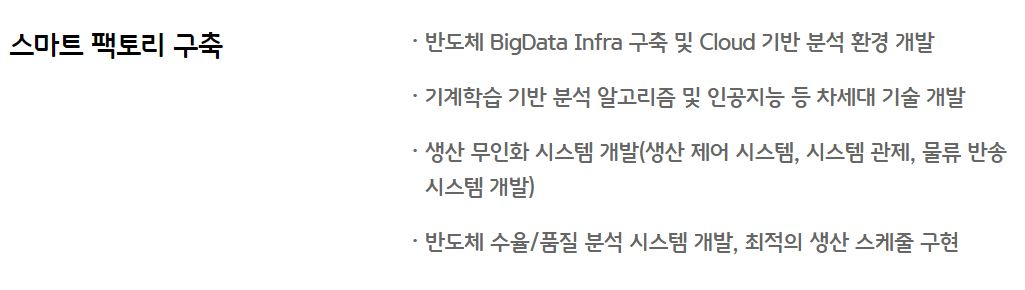 스마트 팩토리 구축
· 반도체 BigData Infra 구축 및 Cloud 기반 분석 환경 개발
· 기계학습 기반 분석 알고리즘 및 인공지능 등 차세대 기술 개발
· 생산 무인화 시스템 개발(생산 제어 시스템, 시스템 관제, 물류 반송
시스템 개발)
· 반도체 수율/품질 분석 시스템 개발, 최적의 생산 스케줄 구현